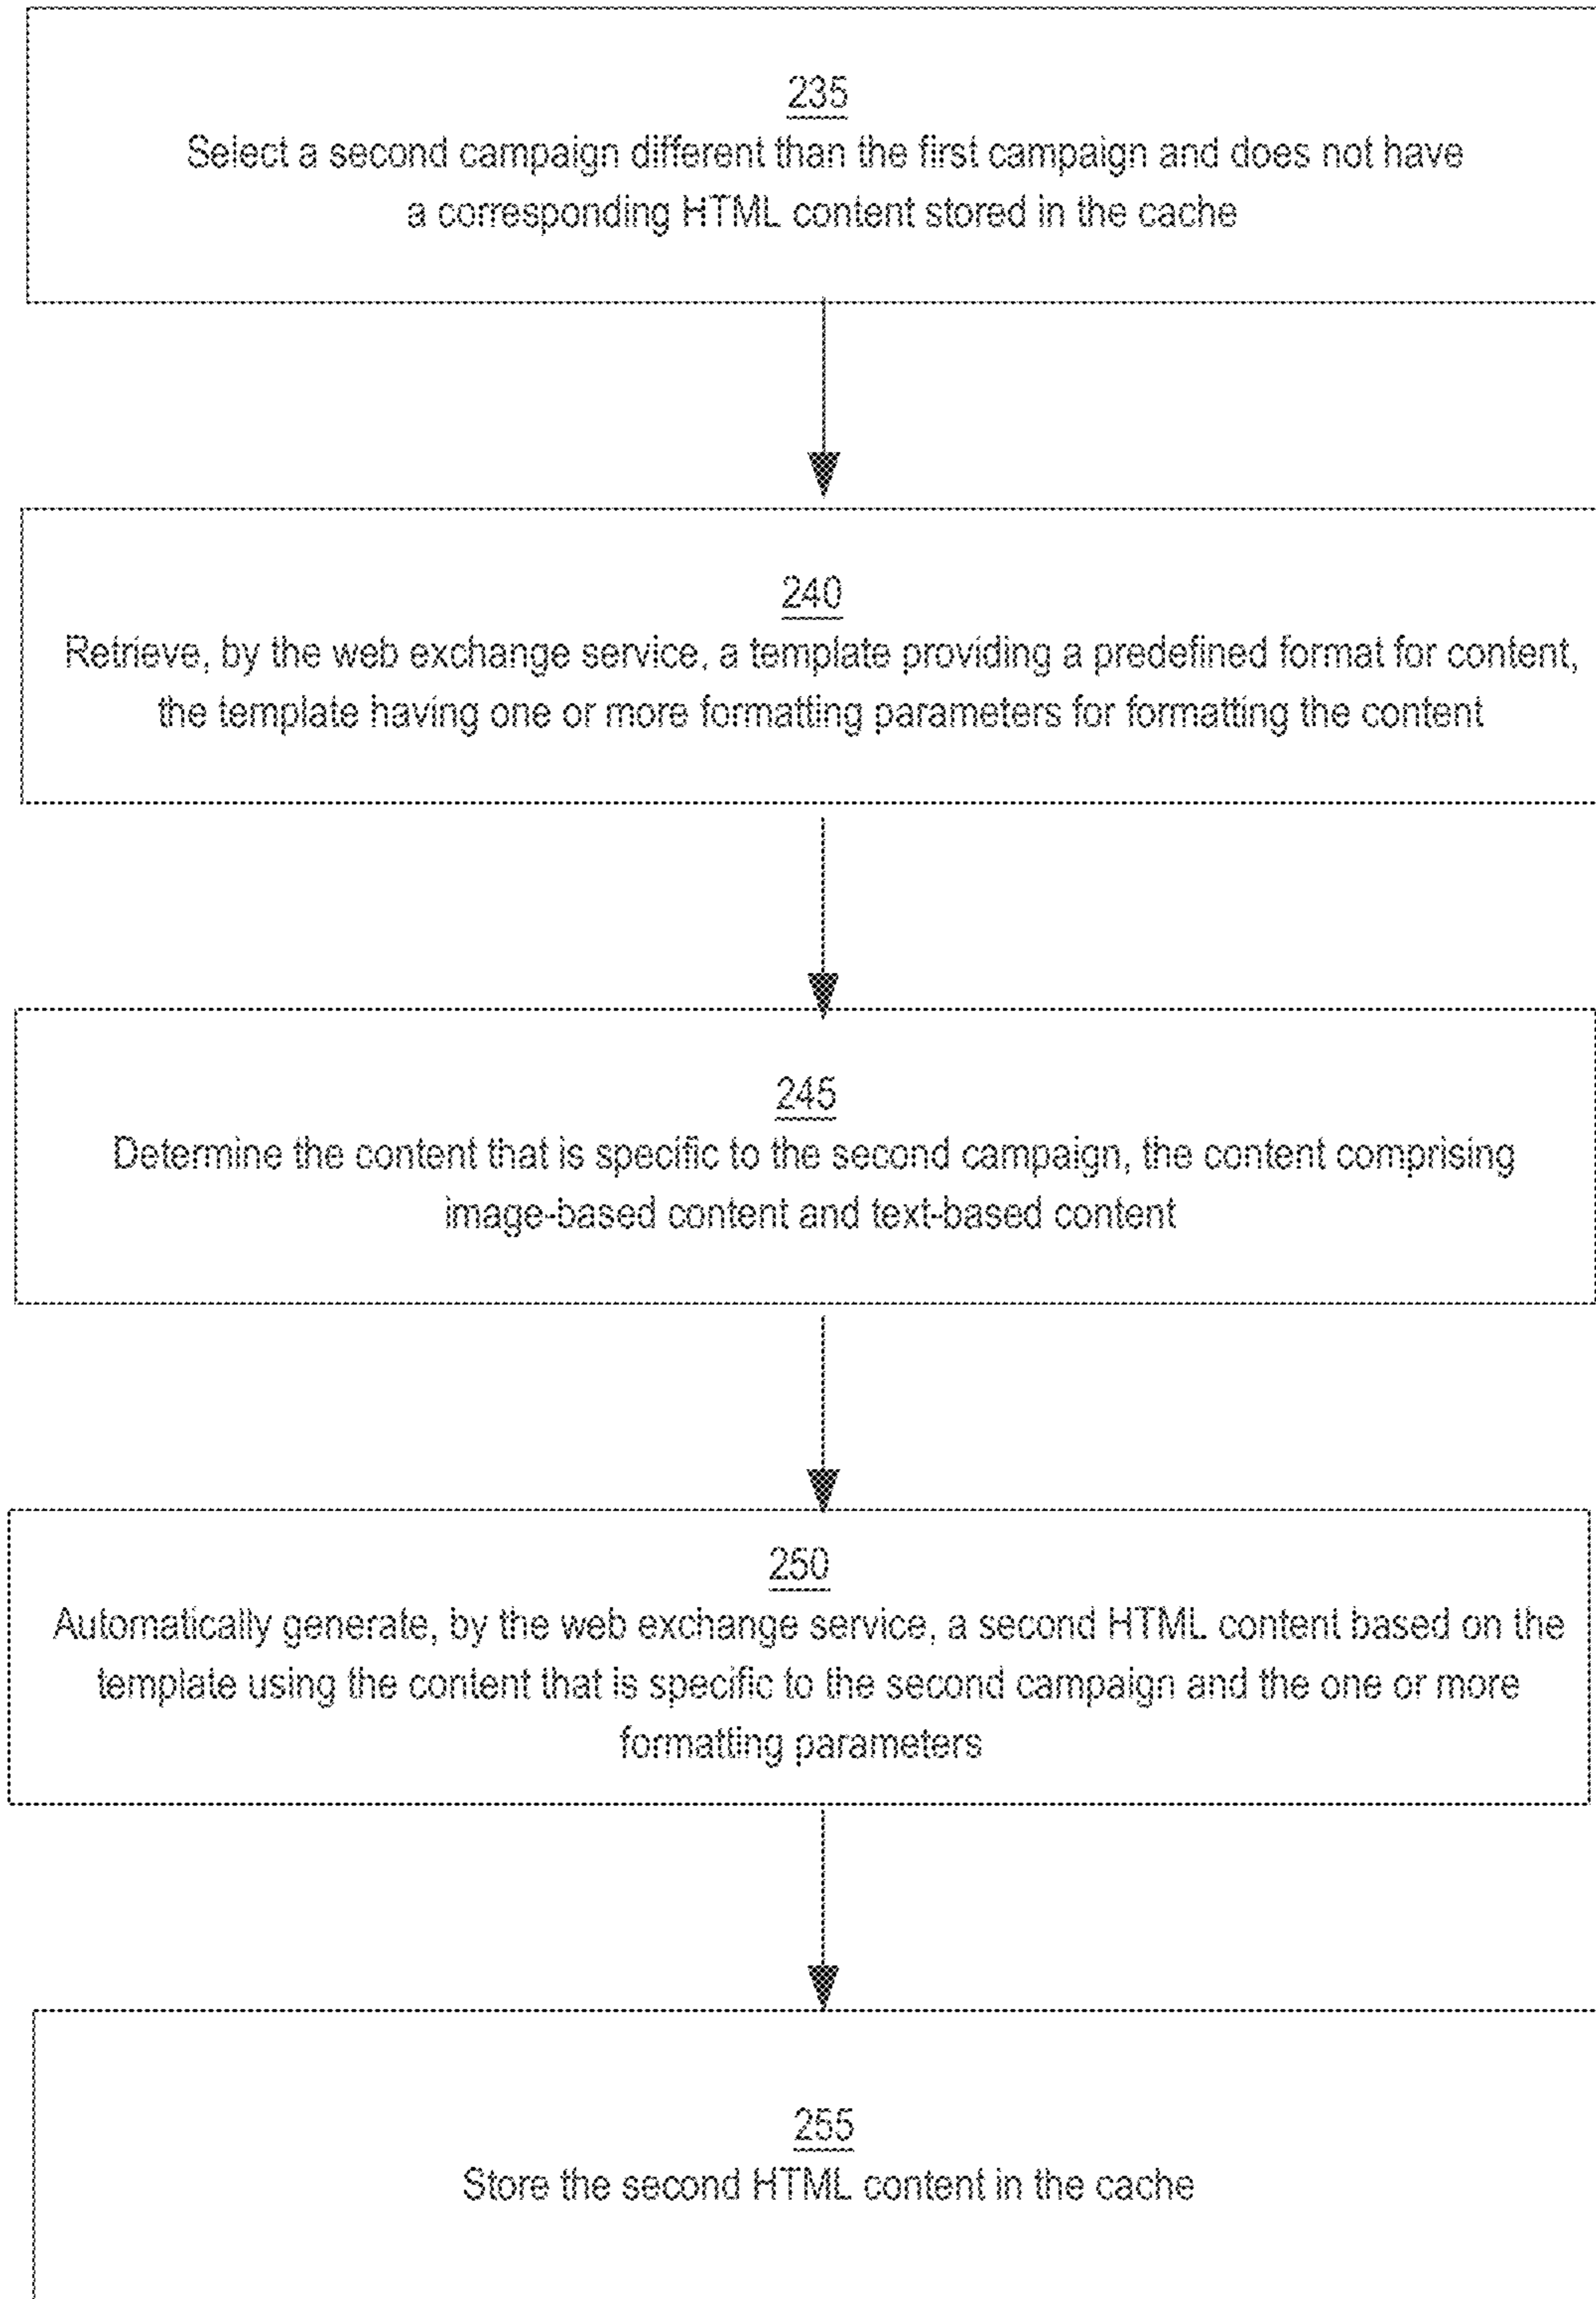 235
Select a second campaign different than the first campaign and does not have
a corresponding HTML content stored in the cache
240
Retrieve, by the web exchange service, a template providing a predefined format for content,
the template having one or more formatting parameters for formatting the content
245
Determine the content that is specific to the second campaign, the content comprising
image-based content and text-based content
250
Automatically generate, by the web exchange service, a second HTML content based on the
template using the content that is specific to the second campaign and the one or more
formatting parameters
255
Store the second HTML content in the cache